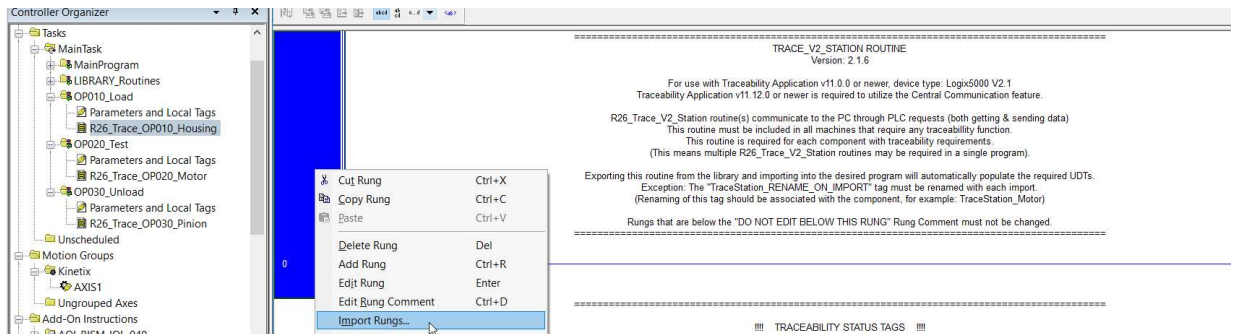 Controller Organizer
Tasks
MainTask
MainProgram
LIBRARY_Routines
OP010_Load
Parameters and Local Tags
R26_Trace_OP010_Housing
OP020_Test
Parameters and Local Tags
R26_Trace_OP020_Motor
OP030_Unload
Parameters and Local Tags
R26_Trace_OP030_Pinion
Unscheduled
Motion Groups
Kinetix
AXIS1
Ungrouped Axes
Add-On Instructions
TRACE_V2_STATION ROUTINE
Version: 2.1.6
For use with Traceability Application v11.0.0 or newer, device type: Logix5000 V2.1
Traceability Application v11.12.0 or newer is required to utilize the Central Communication feature.
R26_Trace_V2_Station routine(s) communicate to the PC through PLC requests (both getting & sending data)
This routine must be included in all machines that require any traceabillity function.
This routine is required for each component with traceability requirements.
(This means multiple R26_Trace_V2_Station routines may be required in a single program).
Exporting this routine from the library and importing into the desired program will automatically populate the required UDTs.
Exception: The "TraceStation_RENAME_ON_IMPORT" tag must be renamed with each import.
(Renaming of this tag should be associated with the component, for example: TraceStation_Motor)
Rungs that are below the "DO NOT EDIT BELOW THIS RUNG" Rung Comment must not be changed.
0
Cut Rung Ctrl+X
Copy Rung Ctrl+C
Paste Ctrl+V
Delete Rung Del
Add Rung Ctrl+R
Edit Rung Enter
Edit Rung Comment Ctrl+D
Import Rungs...
!!!! TRACEABILITY STATUS TAGS !!!!